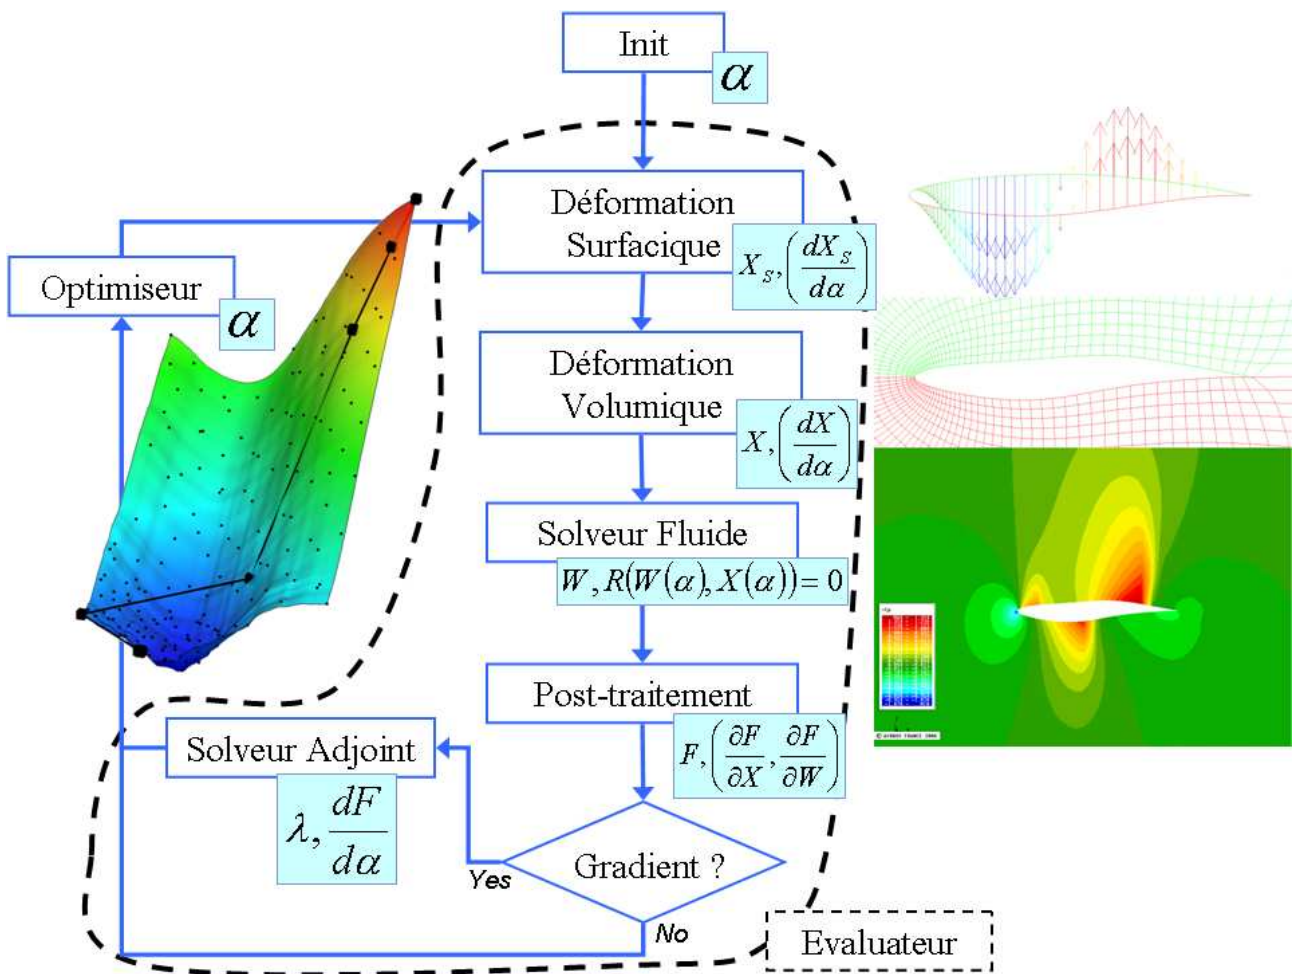 Init
α
Déformation
Surfacique
X_S, (dX_S/dα)
Optimiseur
α
Déformation
Volumique
X, (dX/dα)
Solveur Fluide
W, R(W(α), X(α)) = 0
Post-traitement
F, (∂F/∂X, ∂F/∂W)
Solveur Adjoint
λ, dF/dα
Gradient ?
Yes
No
Evaluateur